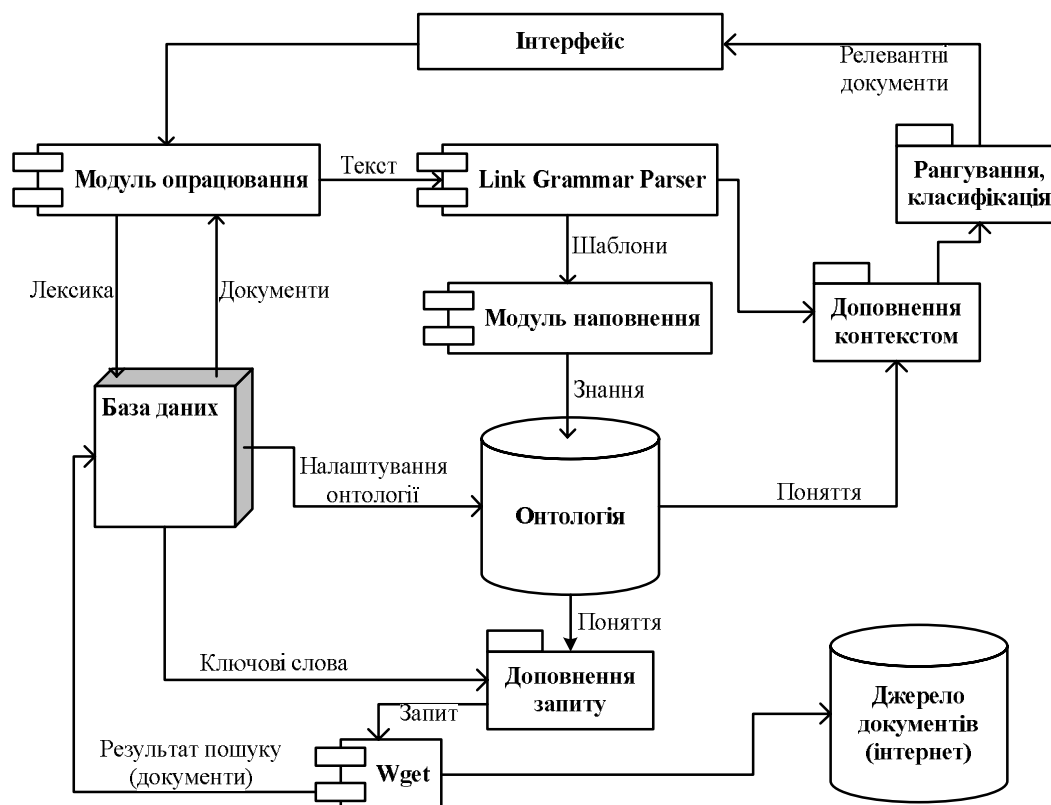 Інтерфейс
Релевантні
документи
Модуль опрацювання
Текст
Link Grammar Parser
Рангування,
класифікація
Шаблони
Лексика
Документи
Модуль наповнення
Доповнення
контекстом
База даних
Знання
Налаштування
онтології
Онтологія
Поняття
Поняття
Ключові слова
Доповнення
запиту
Джерело
документів
(інтернет)
Запит
Результат пошуку
(документи)
Wget